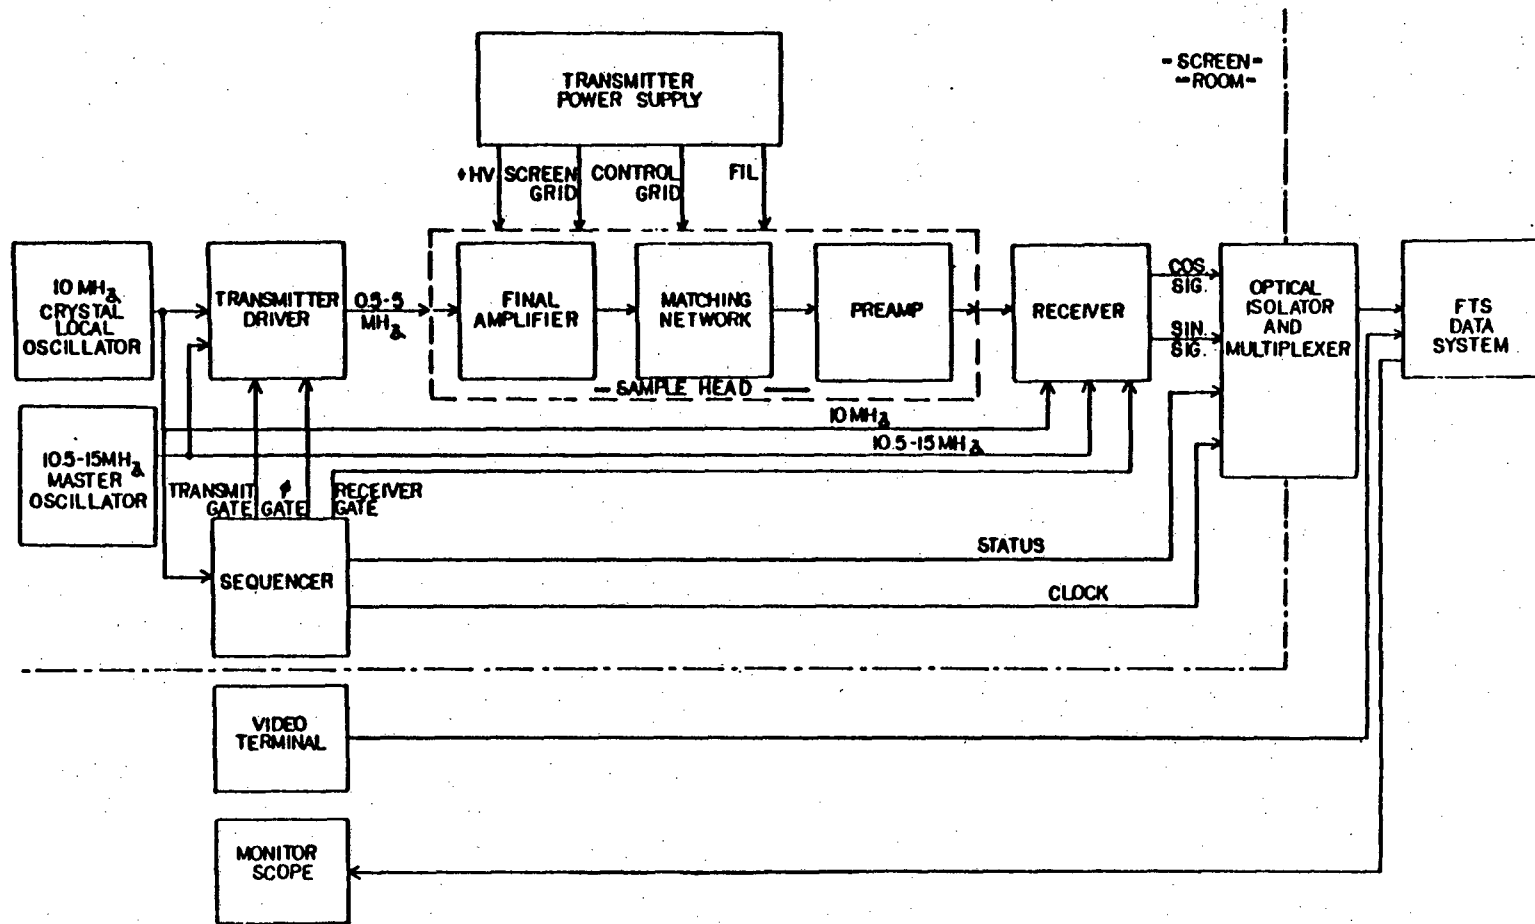 - SCREEN -
- ROOM -
TRANSMITTER
POWER SUPPLY
+HV
SCREEN
GRID
CONTROL
GRID
FIL
10 MHz
CRYSTAL
LOCAL
OSCILLATOR
TRANSMITTER
DRIVER
0.5-5
MHz
FINAL
AMPLIFIER
MATCHING
NETWORK
PREAMP
- SAMPLE HEAD -
RECEIVER
COS
SIG.
SIN
SIG.
OPTICAL
ISOLATOR
AND
MULTIPLEXER
FTS
DATA
SYSTEM
10 MHz
10.5-15 MHz
10.5-15 MHz
MASTER
OSCILLATOR
TRANSMIT
GATE
φ
GATE
RECEIVER
GATE
SEQUENCER
STATUS
CLOCK
VIDEO
TERMINAL
MONITOR
SCOPE